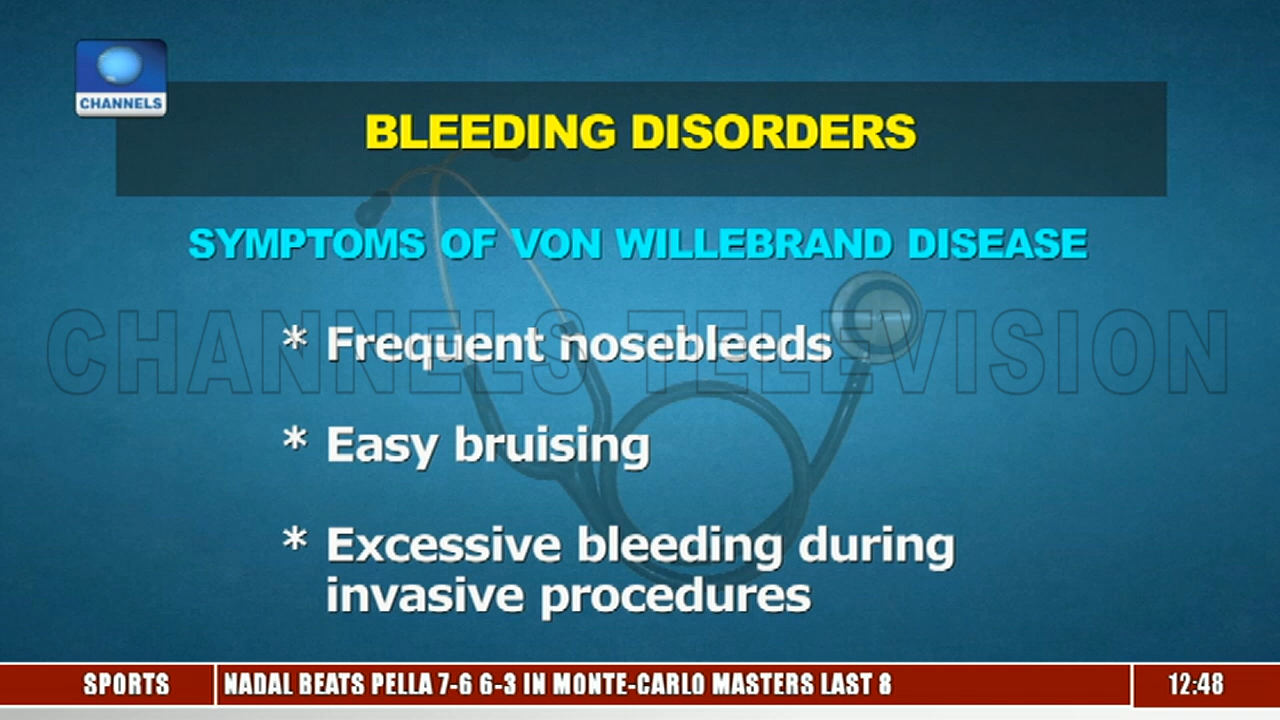 CHANNELS
BLEEDING DISORDERS
SYMPTOMS OF VON WILLEBRAND DISEASE
CHANNELS TELEVISION
* Frequent nosebleeds
* Easy bruising
* Excessive bleeding during
invasive procedures
SPORTS NADAL BEATS PELLA 7-6 6-3 IN MONTE-CARLO MASTERS LAST 8 12:48